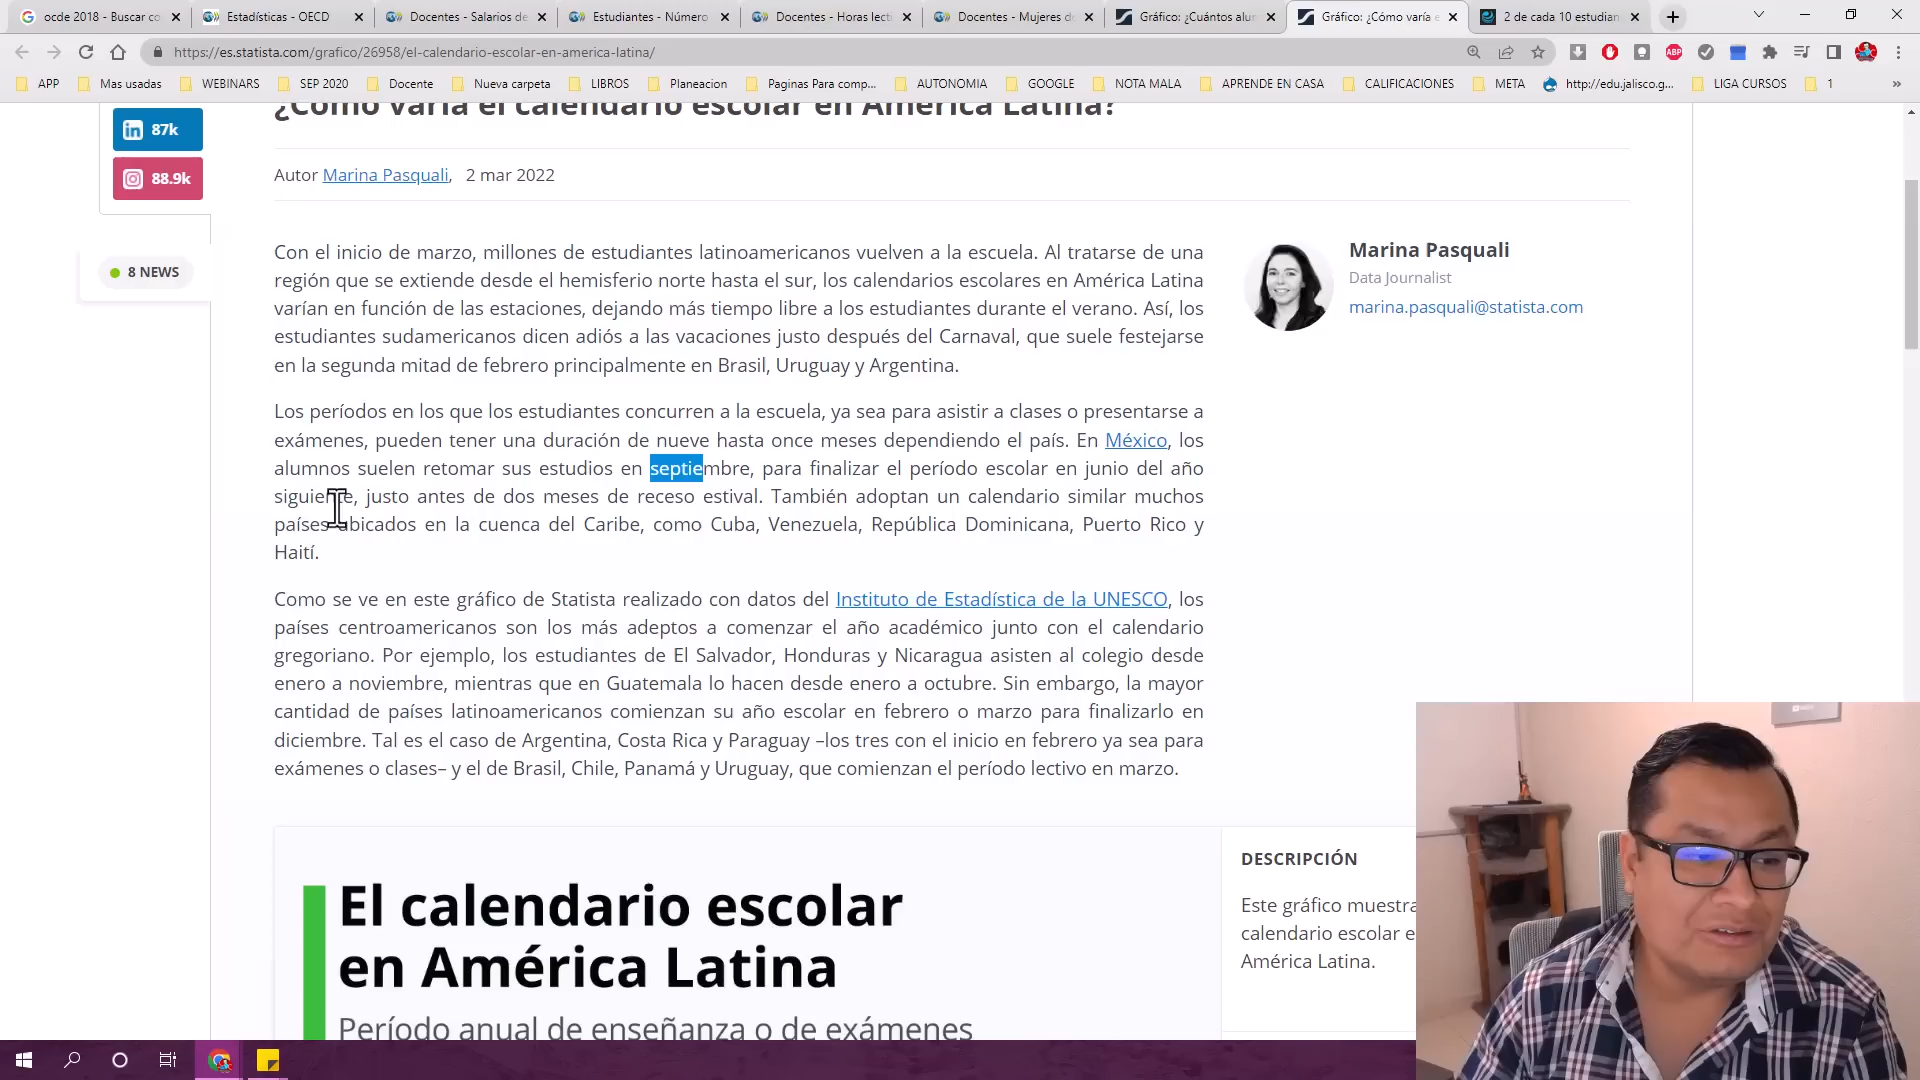 ocde 2018 - Buscar co
Estadísticas - OECD
Docentes - Salarios de
Estudiantes - Número
Docentes - Horas lect
Docentes - Mujeres d
Gráfico: ¿Cuántos alu
Gráfico: ¿Cómo varía e
2 de cada 10 estudian
https://es.statista.com/grafico/26958/el-calendario-escolar-en-america-latina/
ABP
APP
Mas usadas
WEBINARS
SEP 2020
Docente
Nueva carpeta
LIBROS
Planeacion
Paginas Para comp...
AUTONOMIA
GOOGLE
NOTA MALA
APRENDE EN CASA
CALIFICACIONES
META
http://edu.jalisco.g...
LIGA CURSOS
1
»
¿Cómo varía el calendario escolar en América Latina?
87k
88.9k
8 NEWS
Autor Marina Pasquali, 2 mar 2022
Con el inicio de marzo, millones de estudiantes latinoamericanos vuelven a la escuela. Al tratarse de una
región que se extiende desde el hemisferio norte hasta el sur, los calendarios escolares en América Latina
varían en función de las estaciones, dejando más tiempo libre a los estudiantes durante el verano. Así, los
estudiantes sudamericanos dicen adiós a las vacaciones justo después del Carnaval, que suele festejarse
en la segunda mitad de febrero principalmente en Brasil, Uruguay y Argentina.
Marina Pasquali
Data Journalist
marina.pasquali@statista.com
Los períodos en los que los estudiantes concurren a la escuela, ya sea para asistir a clases o presentarse a
exámenes, pueden tener una duración de nueve hasta once meses dependiendo el país. En México, los
alumnos suelen retomar sus estudios en septiembre, para finalizar el período escolar en junio del año
siguiente, justo antes de dos meses de receso estival. También adoptan un calendario similar muchos
países ubicados en la cuenca del Caribe, como Cuba, Venezuela, República Dominicana, Puerto Rico y
Haití.
Como se ve en este gráfico de Statista realizado con datos del Instituto de Estadística de la UNESCO, los
países centroamericanos son los más adeptos a comenzar el año académico junto con el calendario
gregoriano. Por ejemplo, los estudiantes de El Salvador, Honduras y Nicaragua asisten al colegio desde
enero a noviembre, mientras que en Guatemala lo hacen desde enero a octubre. Sin embargo, la mayor
cantidad de países latinoamericanos comienzan su año escolar en febrero o marzo para finalizarlo en
diciembre. Tal es el caso de Argentina, Costa Rica y Paraguay –los tres con el inicio en febrero ya sea para
exámenes o clases– y el de Brasil, Chile, Panamá y Uruguay, que comienzan el período lectivo en marzo.
El calendario escolar
en América Latina
Período anual de enseñanza o de exámenes
DESCRIPCIÓN
Este gráfico muestra
calendario escolar e
América Latina.